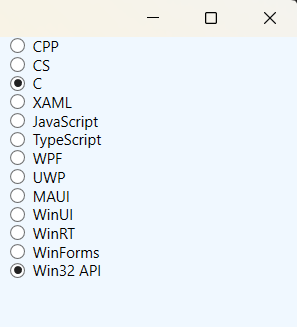 CPP
CS
C
XAML
JavaScript
TypeScript
WPF
UWP
MAUI
WinUI
WinRT
WinForms
Win32 API